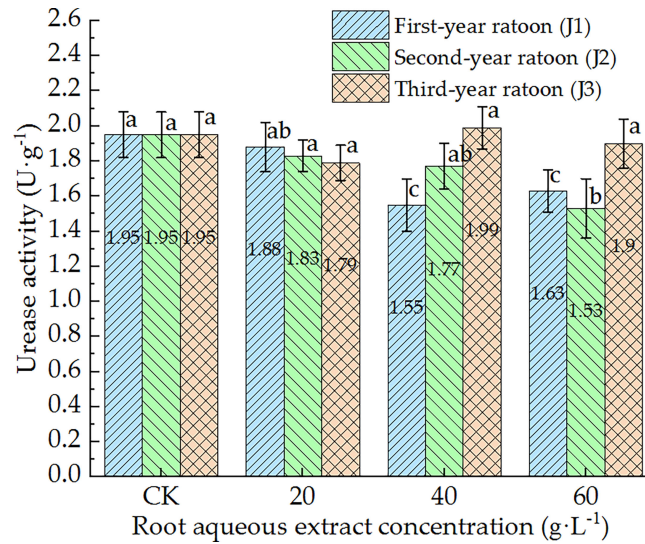 First-year ratoon (J1)
Second-year ratoon (J2)
Third-year ratoon (J3)
Urease activity (U·g⁻¹)
2.6
2.4
2.2
2.0
1.8
1.6
1.4
1.2
1.0
0.8
0.6
0.4
0.2
0.0
a a a ab a a c ab a c b a
1.95 1.95 1.95 1.88 1.83 1.79 1.55 1.77 1.99 1.63 1.53 1.9
CK 20 40 60
Root aqueous extract concentration (g·L⁻¹)